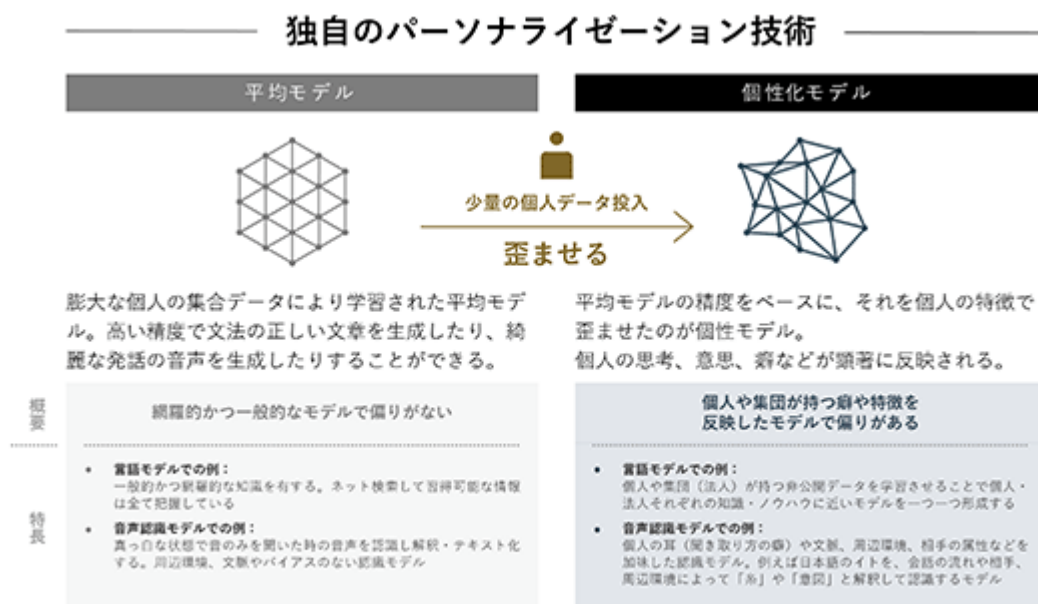 独自のパーソナライゼーション技術
平均モデル
個性化モデル
少量の個人データ投入
歪ませる
膨大な個人の集合データにより学習された平均モデ
ル。高い精度で文法の正しい文章を生成したり、綺
麗な発話の音声を生成したりすることができる。
平均モデルの精度をベースに、それを個人の特徴で
歪ませたのが個性モデル。
個人の思考、意思、癖などが顕著に反映される。
概要
網羅的かつ一般的なモデルで偏りがない
個人や集団が持つ癖や特徴を
反映したモデルで偏りがある
特長
• 言語モデルでの例：
一般的かつ網羅的な知識を有する。ネット検索して習得可能な情報
は全て把握している
• 音声認識モデルでの例：
真っ白な状態で音のみを聞いた時の音声を認識し解釈・テキスト化
する。周辺環境、文脈やバイアスのない認識モデル
• 言語モデルでの例：
個人や集団（法人）が持つ非公開データを学習させることで個人・
法人それぞれの知識・ノウハウに近いモデルを一つ一つ形成する
• 音声認識モデルでの例：
個人の耳（聞き取り方の癖）や文脈、周辺環境、相手の属性などを
加味した認識モデル。例えば日本語のイトを、会話の流れや相手、
周辺環境によって「糸」や「意図」と解釈して認識するモデル